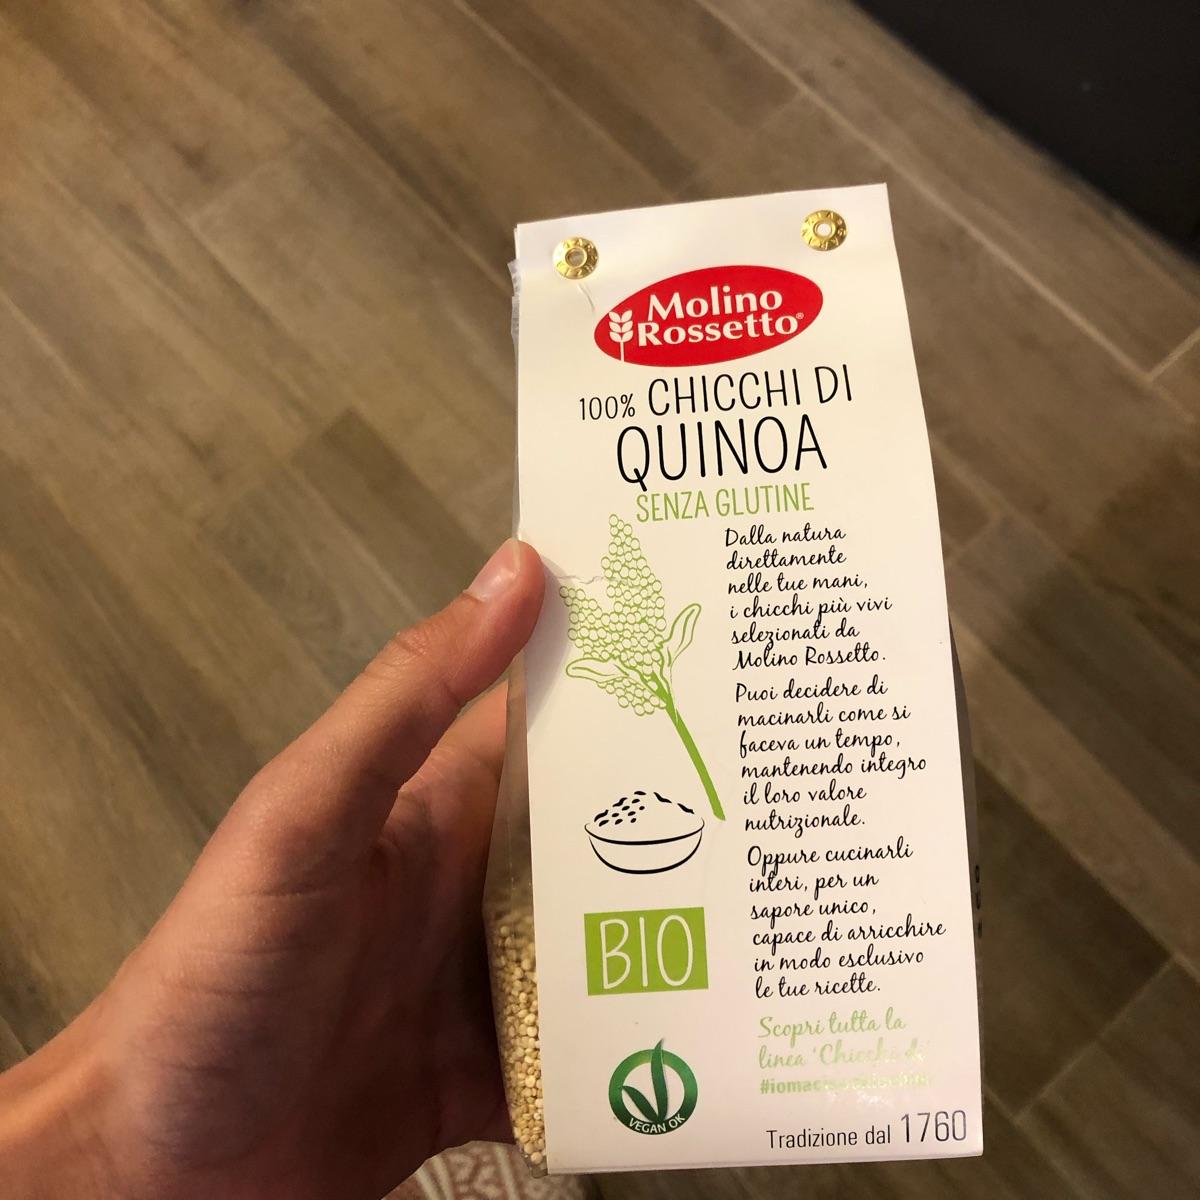 Molino
Rossetto®
100% CHICCHI DI
QUINOA
SENZA GLUTINE
Dalla natura
direttamente
nelle tue mani,
i chicchi più vivi
selezionati da
Molino Rossetto.
Puoi decidere di
macinarli come si
faceva un tempo,
mantenendo integro
il loro valore
nutrizionale.
Oppure cucinarli
interi, per un
sapore unico,
capace di arricchire
in modo esclusivo
le tue ricette.
Scopri tutta la
linea 'Chicchi di'
BIO
VEGAN OK
Tradizione dal 1760